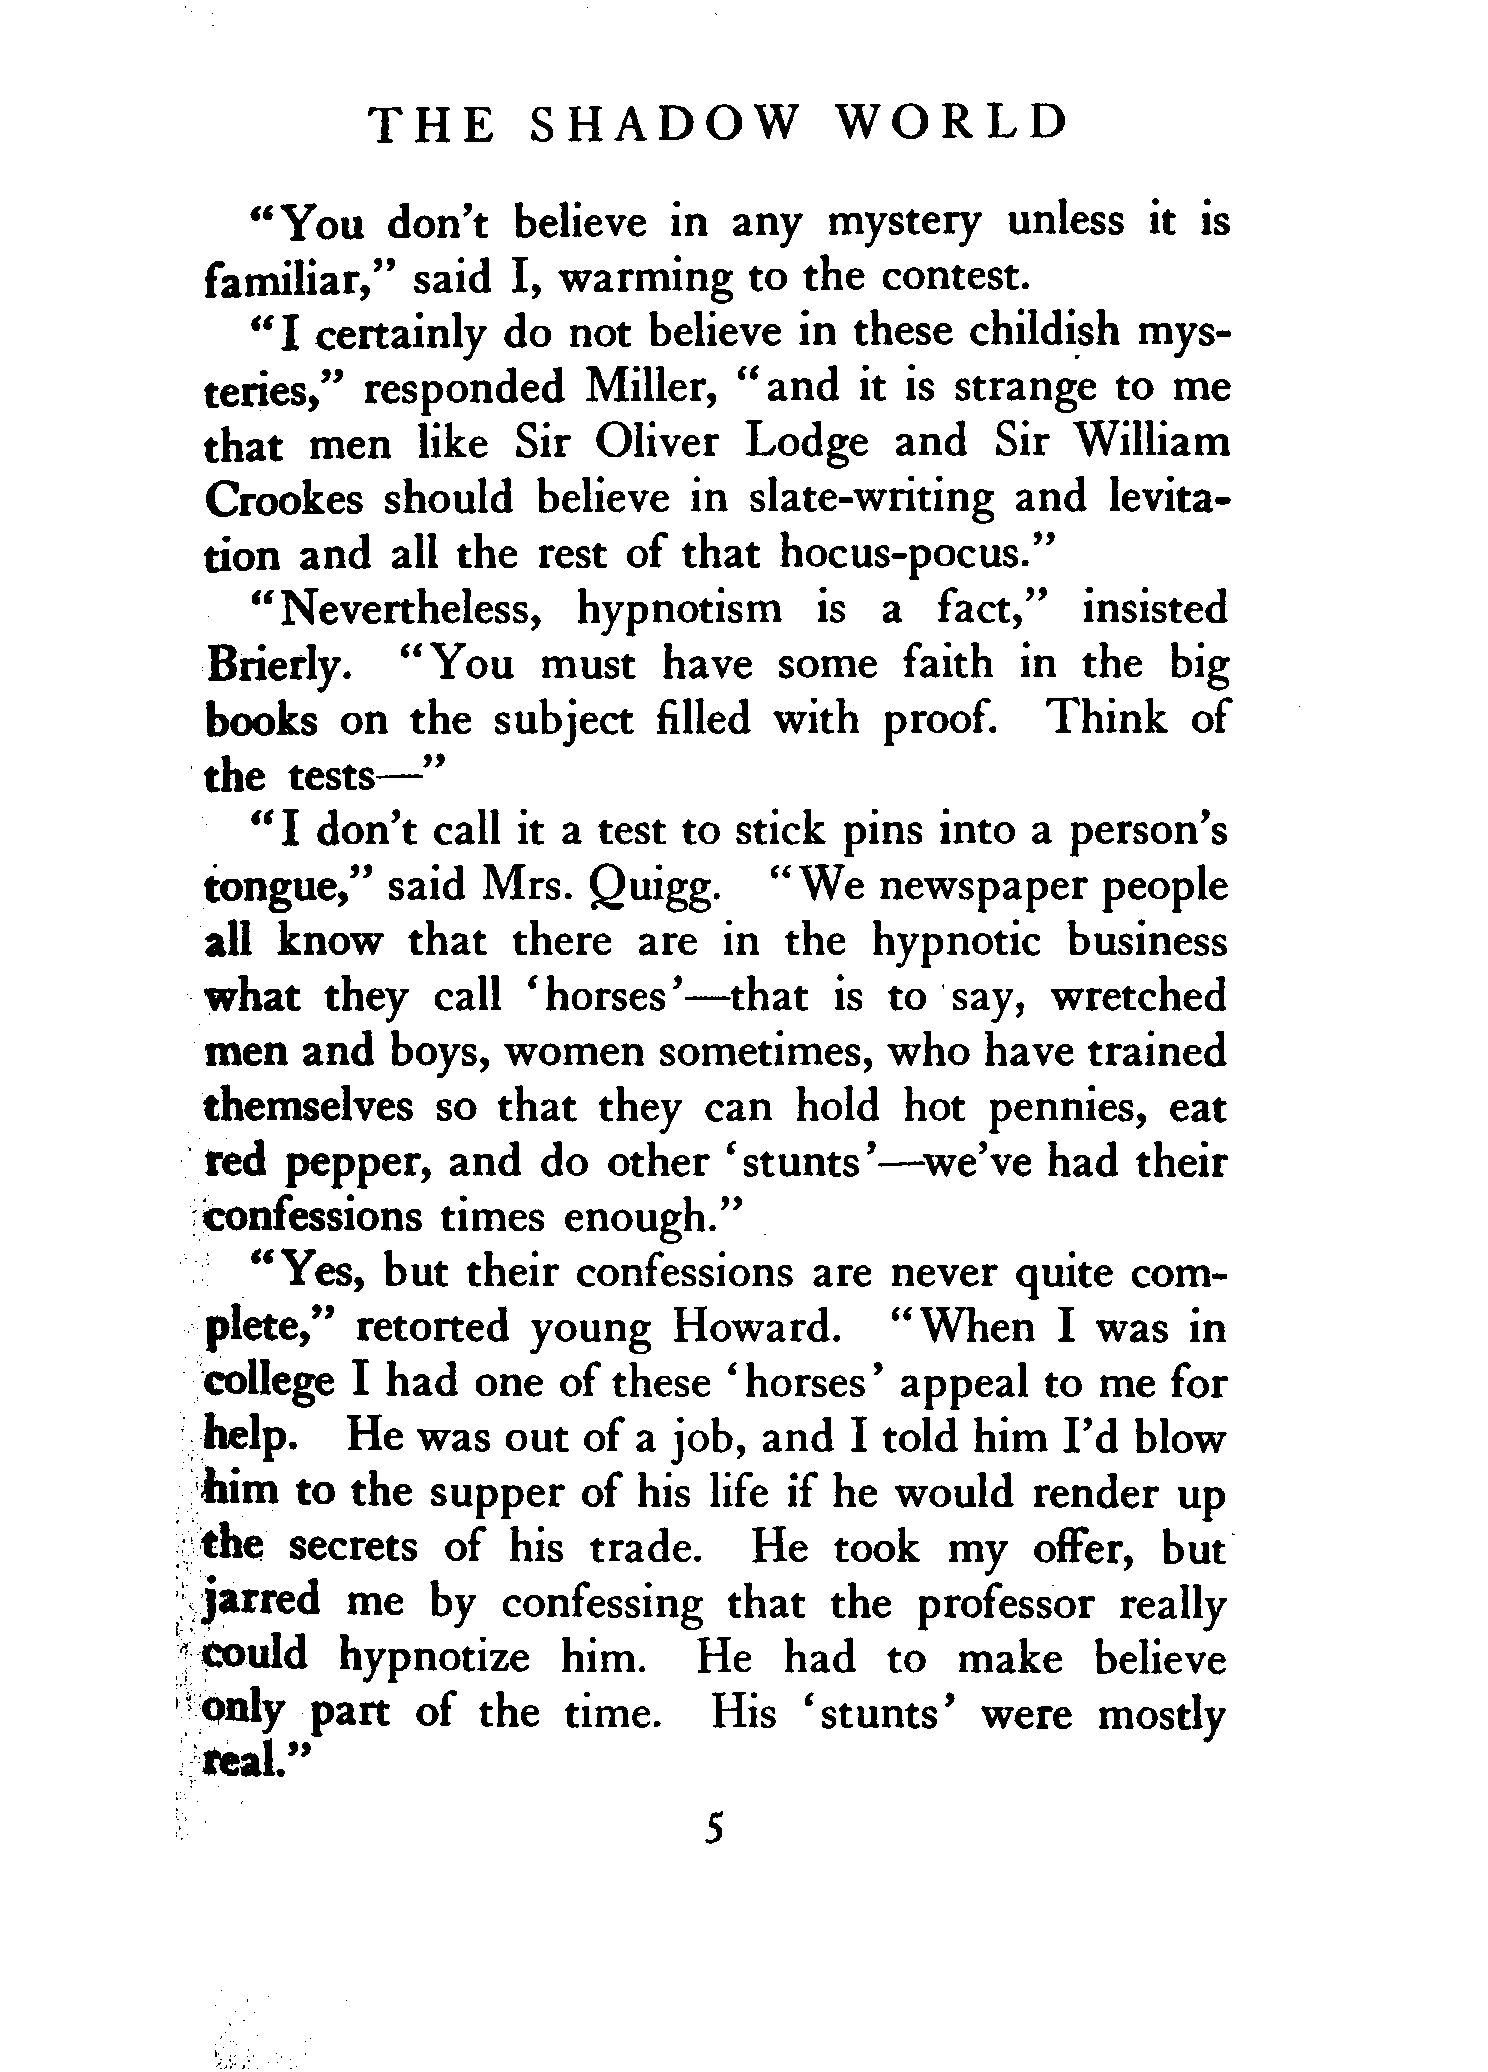 THE SHADOW WORLD
“You don’t believe in any mystery unless it is
familiar,” said I, warming to the contest.
“I certainly do not believe in these childish mys-
teries,” responded Miller, “and it is strange to me
that men like Sir Oliver Lodge and Sir William
Crookes should believe in slate-writing and levita-
tion and all the rest of that hocus-pocus.”
“Nevertheless, hypnotism is a fact,” insisted
Brierly. “You must have some faith in the big
books on the subject filled with proof. Think of
the tests—”
“I don’t call it a test to stick pins into a person’s
tongue,” said Mrs. Quigg. “We newspaper people
all know that there are in the hypnotic business
what they call ‘horses’—that is to say, wretched
men and boys, women sometimes, who have trained
themselves so that they can hold hot pennies, eat
red pepper, and do other ‘stunts’—we’ve had their
confessions times enough.”
“Yes, but their confessions are never quite com-
plete,” retorted young Howard. “When I was in
college I had one of these ‘horses’ appeal to me for
help. He was out of a job, and I told him I’d blow
him to the supper of his life if he would render up
the secrets of his trade. He took my offer, but
jarred me by confessing that the professor really
could hypnotize him. He had to make believe
only part of the time. His ‘stunts’ were mostly
real.”
5